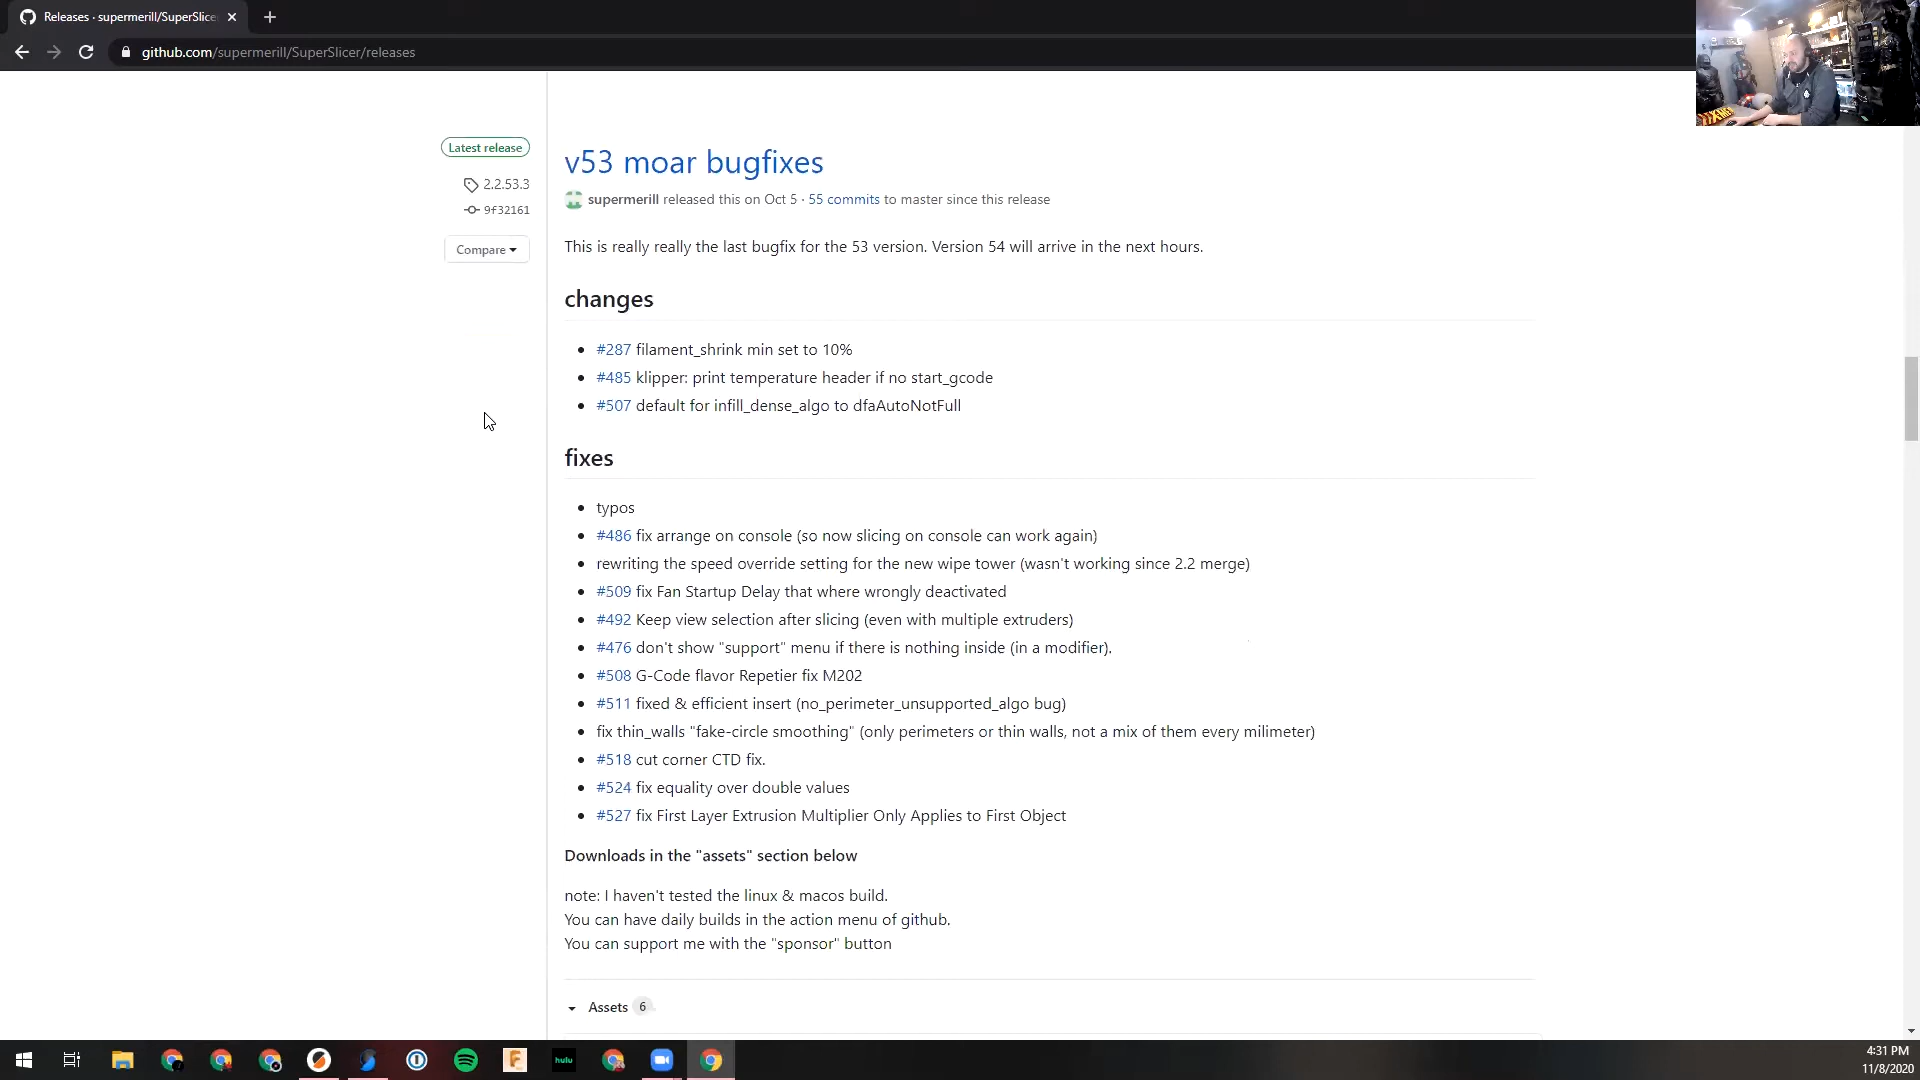 Releases · supermerill/SuperSlice
github.com/supermerill/SuperSlicer/releases
Latest release
2.2.53.3
9f32161
Compare
v53 moar bugfixes
supermerill released this on Oct 5 · 55 commits to master since this release
This is really really the last bugfix for the 53 version. Version 54 will arrive in the next hours.
changes
#287 filament_shrink min set to 10%
#485 klipper: print temperature header if no start_gcode
#507 default for infill_dense_algo to dfaAutoNotFull
fixes
typos
#486 fix arrange on console (so now slicing on console can work again)
rewriting the speed override setting for the new wipe tower (wasn't working since 2.2 merge)
#509 fix Fan Startup Delay that where wrongly deactivated
#492 Keep view selection after slicing (even with multiple extruders)
#476 don't show "support" menu if there is nothing inside (in a modifier).
#508 G-Code flavor Repetier fix M202
#511 fixed & efficient insert (no_perimeter_unsupported_algo bug)
fix thin_walls "fake-circle smoothing" (only perimeters or thin walls, not a mix of them every milimeter)
#518 cut corner CTD fix.
#524 fix equality over double values
#527 fix First Layer Extrusion Multiplier Only Applies to First Object
Downloads in the "assets" section below
note: I haven't tested the linux & macos build.
You can have daily builds in the action menu of github.
You can support me with the "sponsor" button
Assets 6
hulu
4:31 PM
11/8/2020